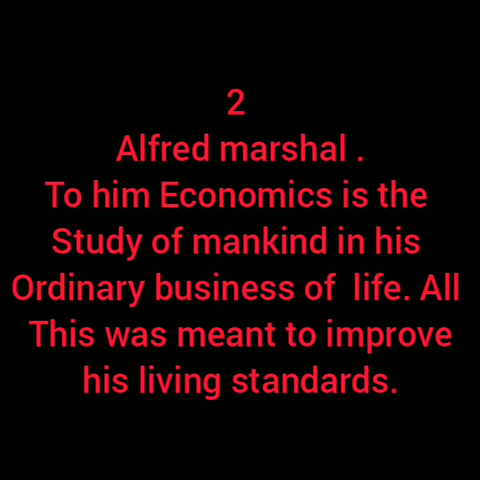 2
Alfred marshal .
To him Economics is the
Study of mankind in his
Ordinary business of  life. All
This was meant to improve
his living standards.